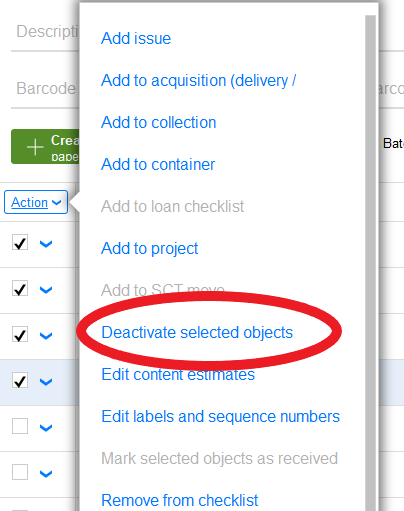 Descripti
Barcode
arco
Crea
pape
Batc
Action
Add issue
Add to acquisition (delivery /
Add to collection
Add to container
Add to loan checklist
Add to project
Add to SCT move
Deactivate selected objects
Edit content estimates
Edit labels and sequence numbers
Mark selected objects as received
Remove from checklist